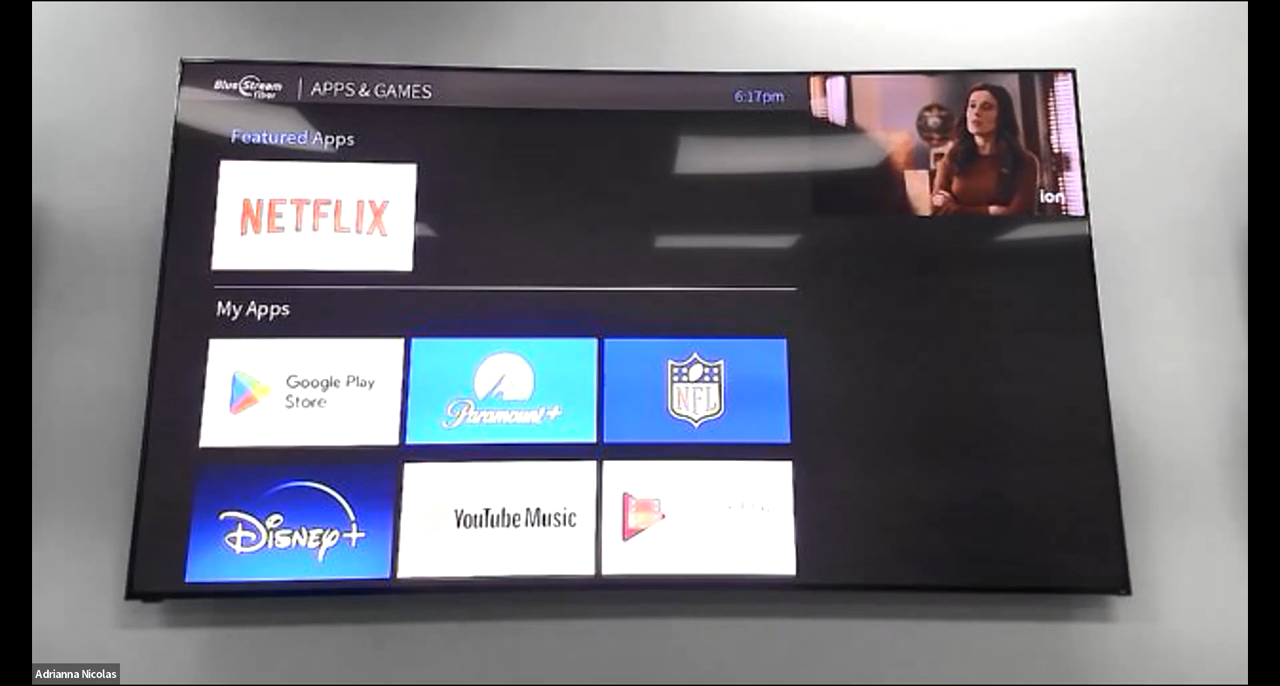 Blue Stream
fiber
APPS & GAMES
6:17pm
Featured Apps
NETFLIX
ion
My Apps
Google Play
Store
Paramount+
NFL
Disney+
YouTube Music
Adrianna Nicolas